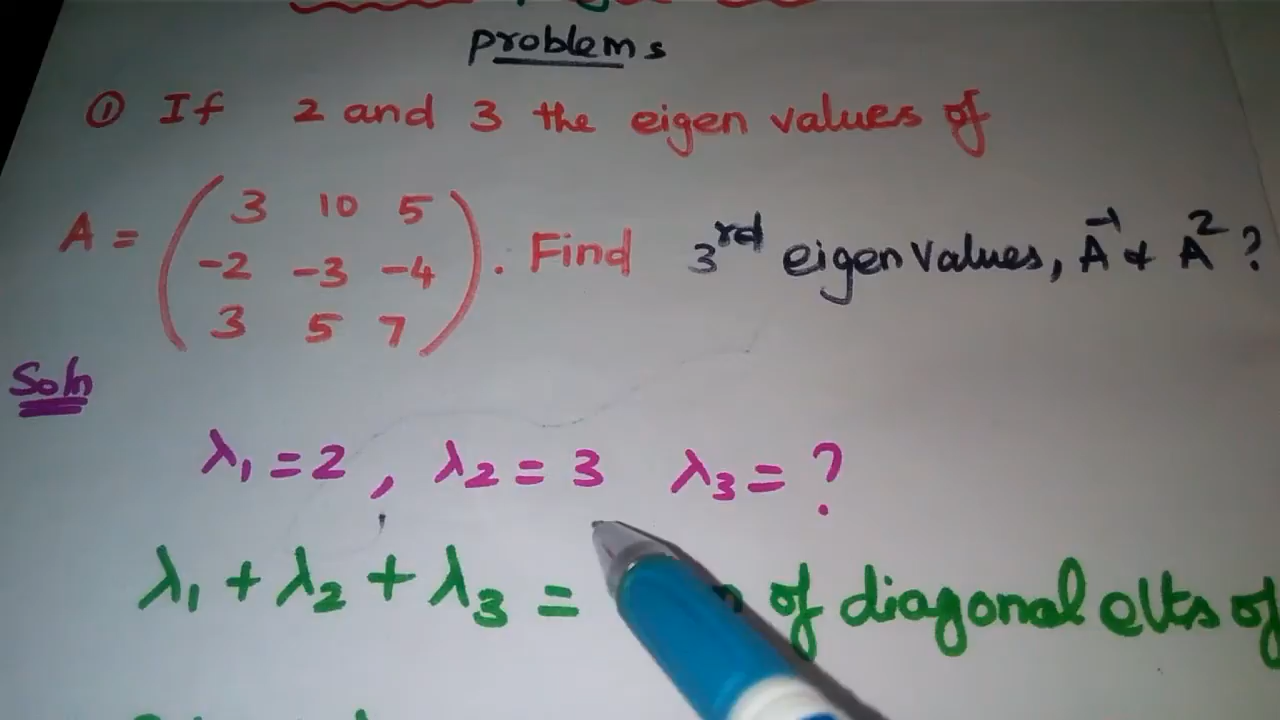 problems
① If 2 and 3 the eigen values of
A = ( 3 10 5
-2 -3 -4
3 5 7 ) . Find 3rd eigen values, A⁻¹ & A² ?
Soln
λ₁ = 2 , λ₂ = 3 λ₃ = ?
λ₁ + λ₂ + λ₃ = of diagonal elts of